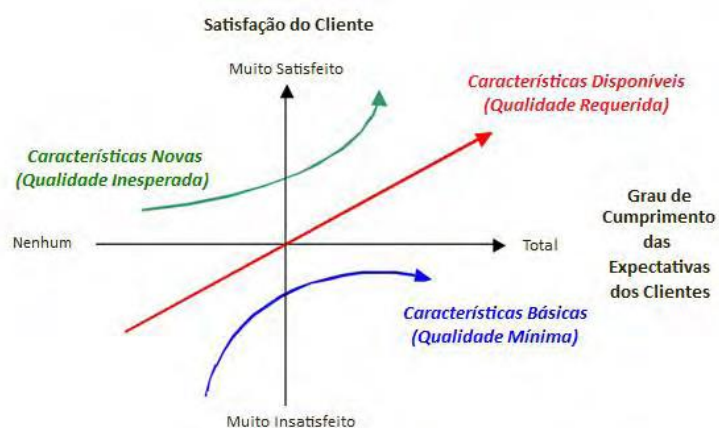 Satisfação do Cliente
Muito Satisfeito
Características Disponíveis
(Qualidade Requerida)
Características Novas
(Qualidade Inesperada)
Grau de
Cumprimento
das
Expectativas
dos Clientes
Nenhum
Total
Características Básicas
(Qualidade Mínima)
Muito Insatisfeito